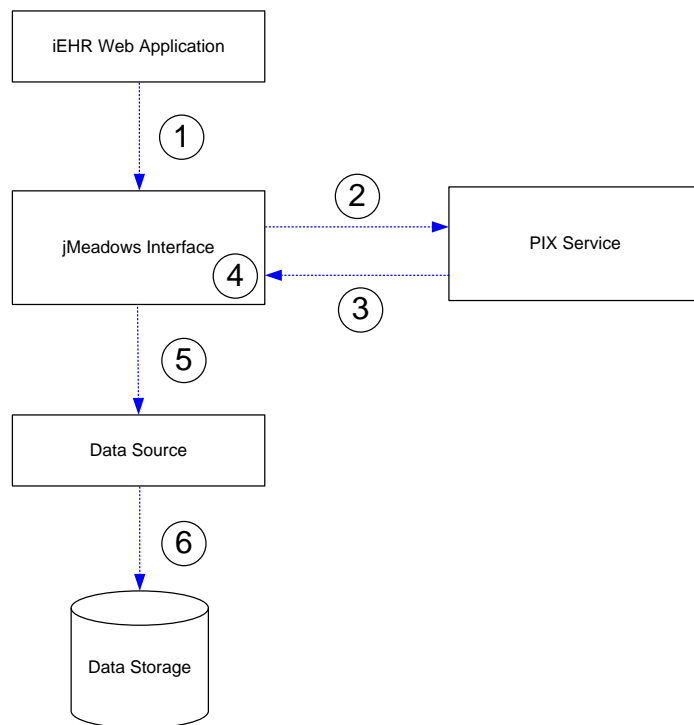 iEHR Web Application
1
jMeadows Interface
2
PIX Service
4
3
5
Data Source
6
Data Storage